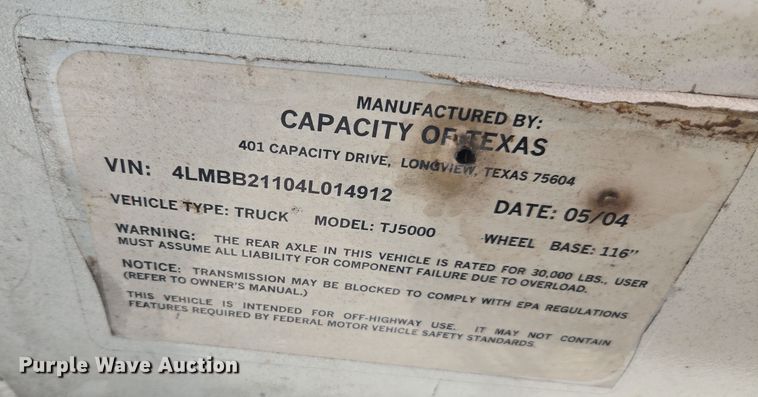 MANUFACTURED BY:
CAPACITY OF TEXAS
401 CAPACITY DRIVE, LONGVIEW, TEXAS 75604
VIN: 4LMBB21104L014912
DATE: 05/04
VEHICLE TYPE: TRUCK MODEL: TJ5000 WHEEL BASE: 116"
WARNING: THE REAR AXLE IN THIS VEHICLE IS RATED FOR 30,000 LBS., USER
MUST ASSUME ALL LIABILITY FOR COMPONENT FAILURE DUE TO OVERLOAD.
NOTICE: TRANSMISSION MAY BE BLOCKED TO COMPLY WITH EPA REGULATIONS
(REFER TO OWNER'S MANUAL.)
THIS VEHICLE IS INTENDED FOR OFF-HIGHWAY USE. IT MAY NOT CONTAIN
FEATURES REQUIRED BY FEDERAL MOTOR VEHICLE SAFETY STANDARDS.
Purple Wave Auction